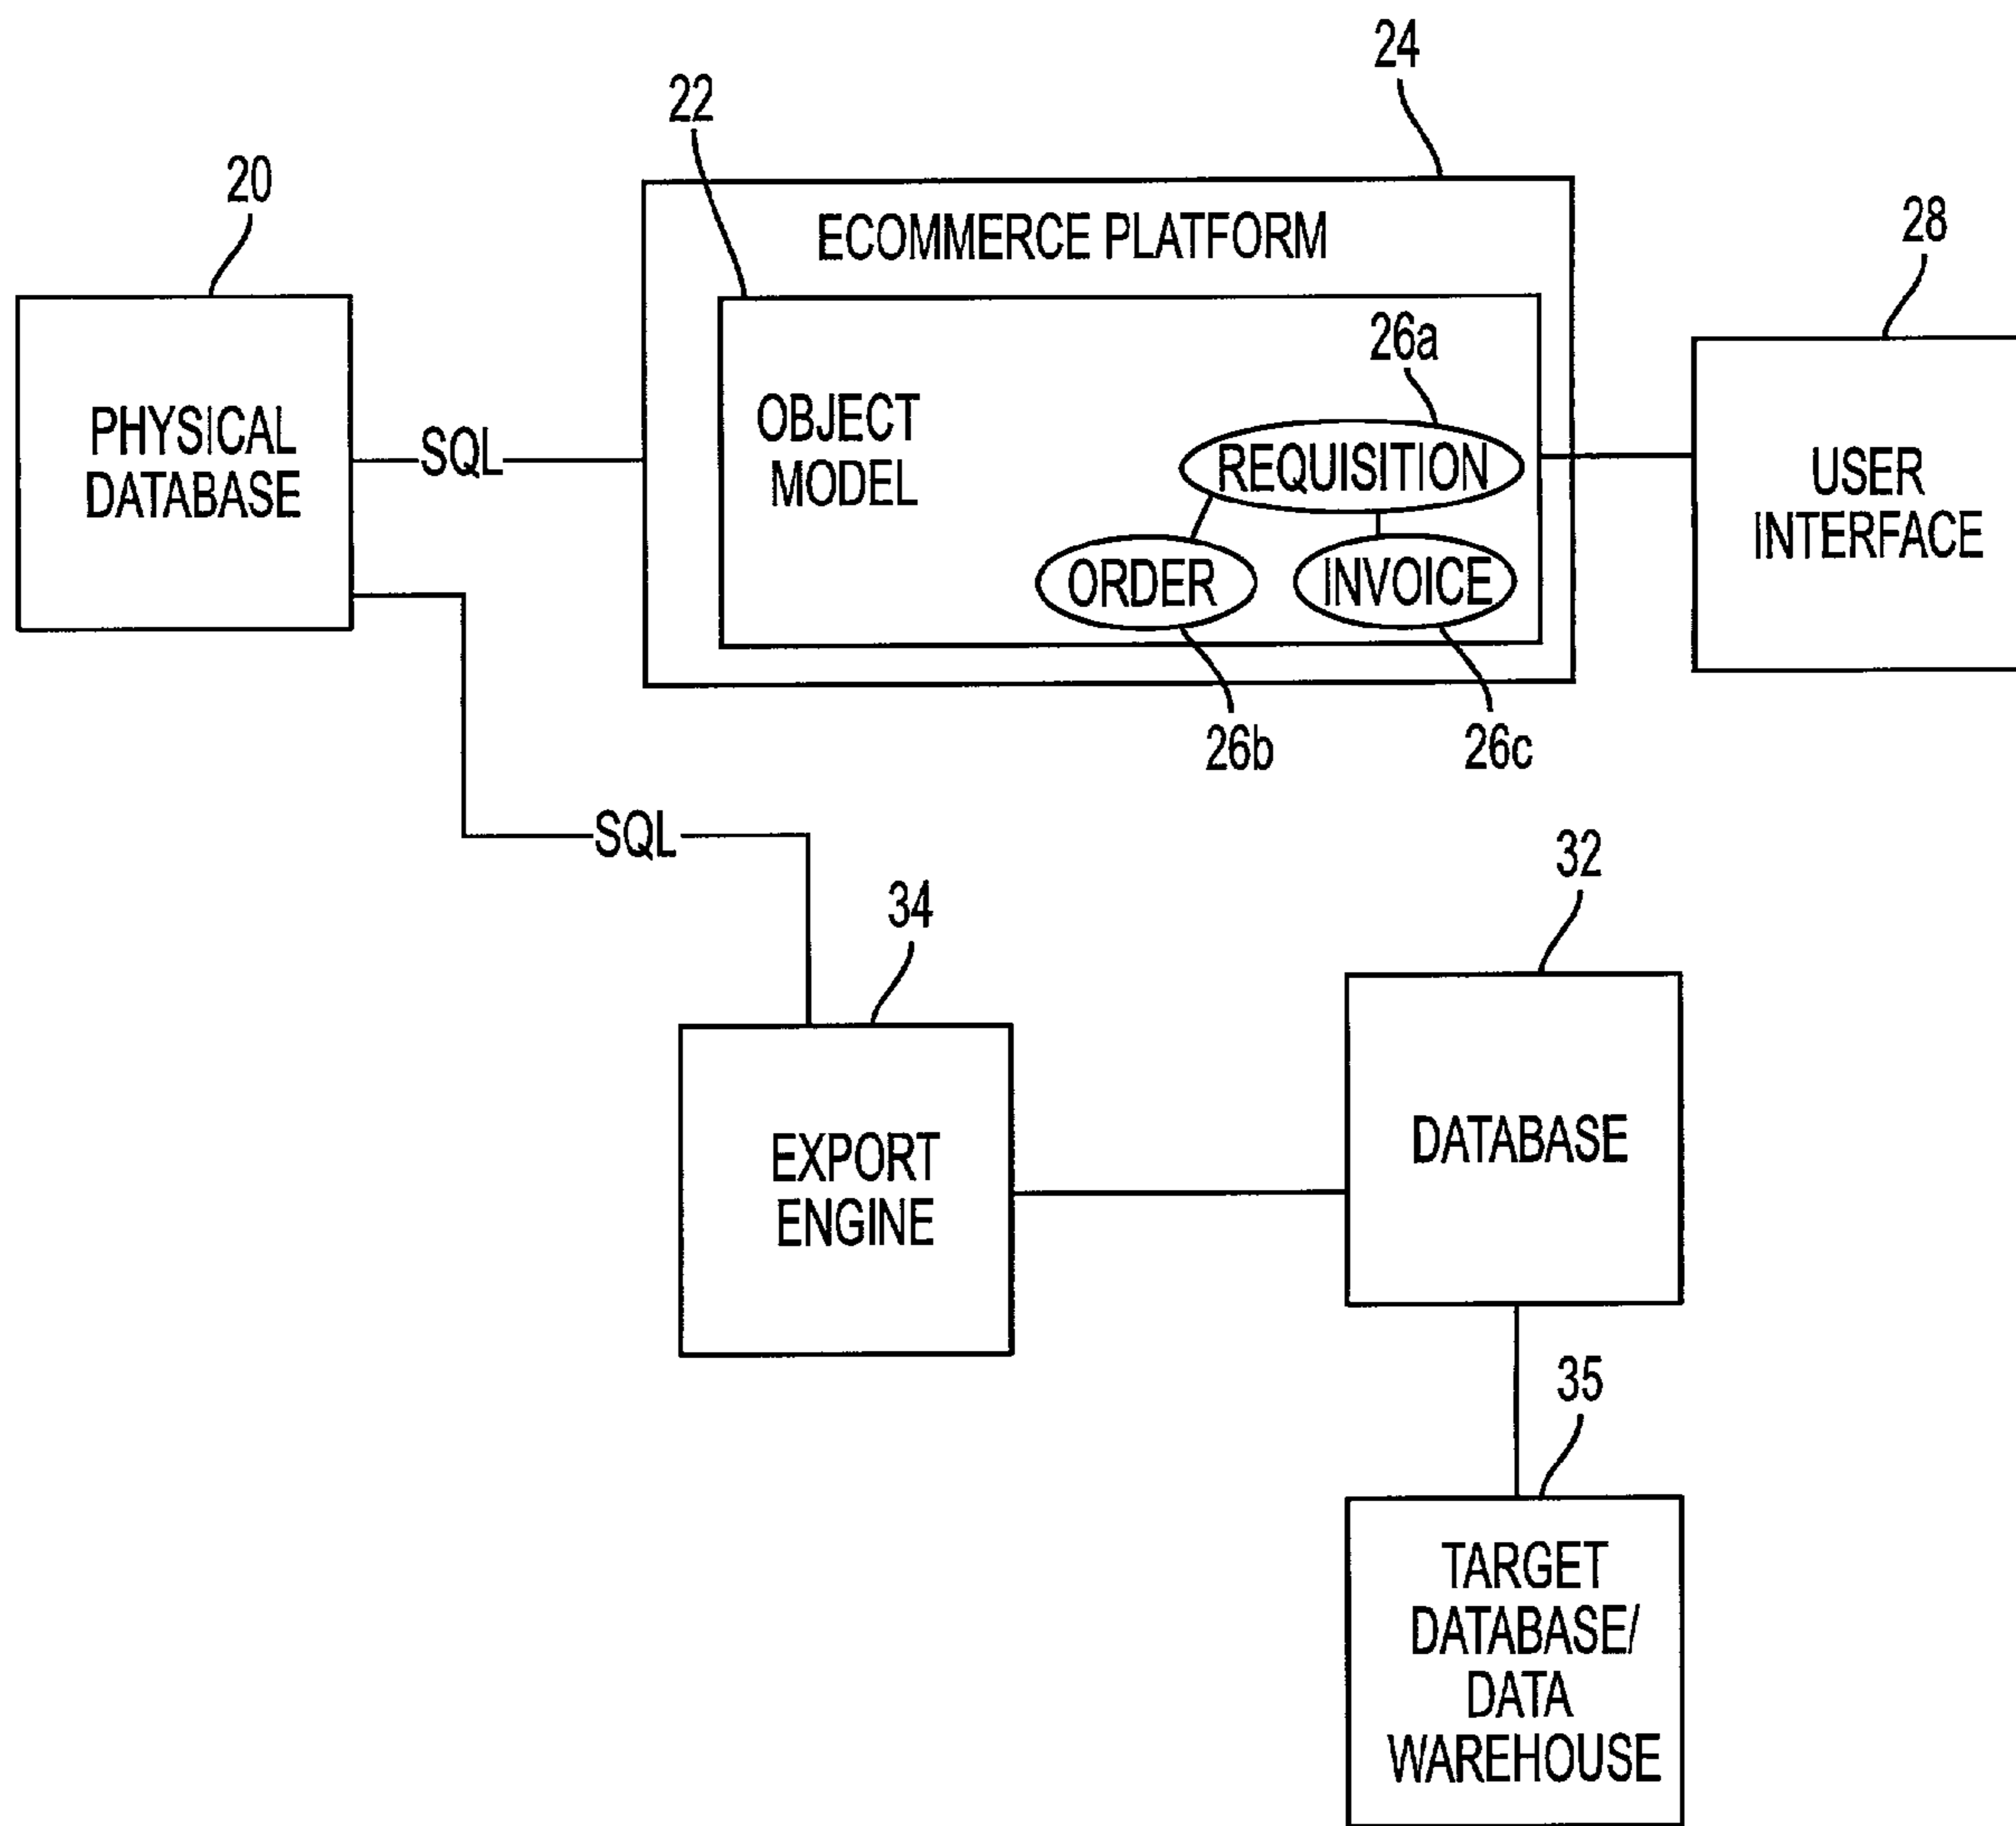 24
22
20
ECOMMERCE PLATFORM
28
26a
OBJECT
MODEL
PHYSICAL
DATABASE
SQL
REQUISITION
USER
INTERFACE
ORDER
INVOICE
26b
26c
SQL
32
34
DATABASE
EXPORT
ENGINE
35
TARGET
DATABASE/
DATA
WAREHOUSE